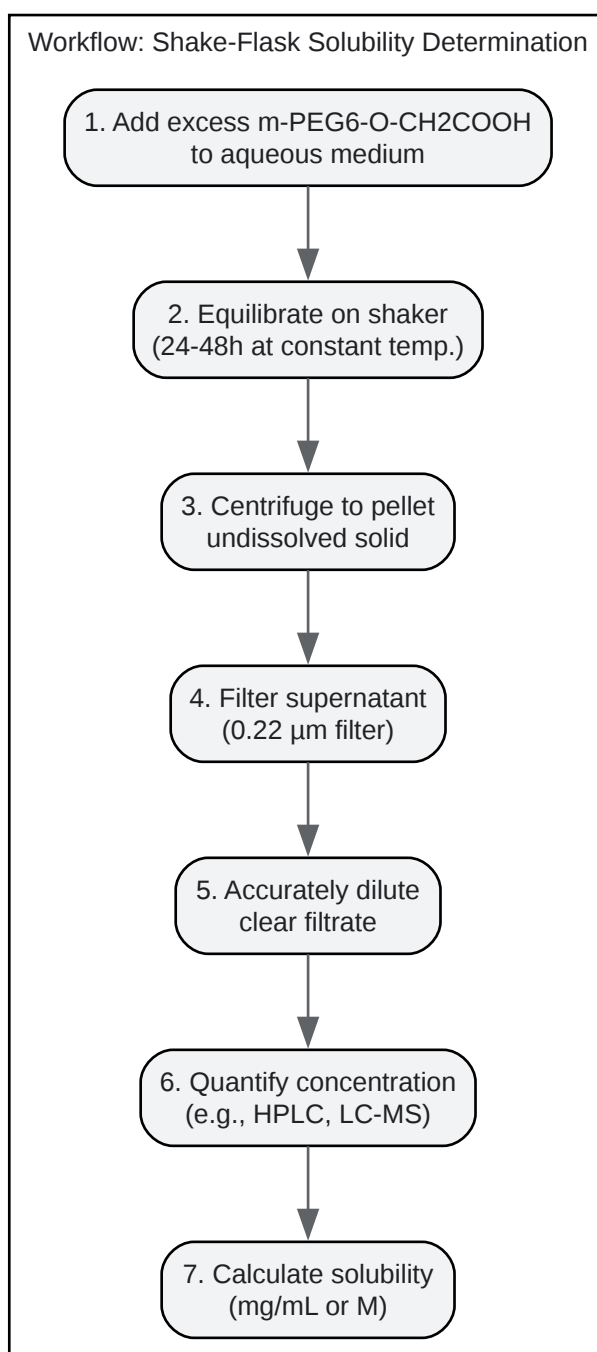 Workflow: Shake-Flask Solubility Determination
1. Add excess m-PEG6-O-CH2COOH
to aqueous medium
2. Equilibrate on shaker
(24-48h at constant temp.)
3. Centrifuge to pellet
undissolved solid
4. Filter supernatant
(0.22 µm filter)
5. Accurately dilute
clear filtrate
6. Quantify concentration
(e.g., HPLC, LC-MS)
7. Calculate solubility
(mg/mL or M)